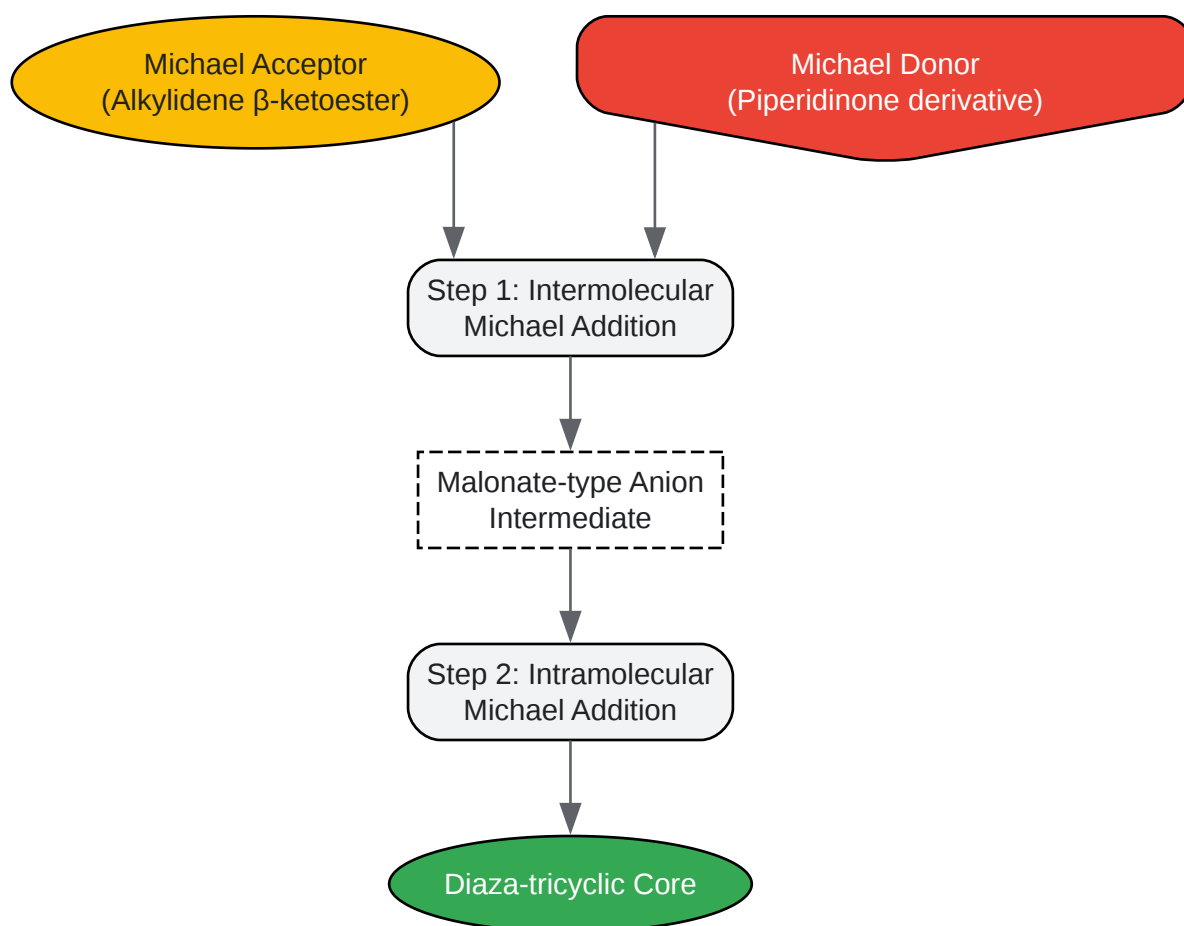 Michael Acceptor
(Alkylidene β-ketoester)
Michael Donor
(Piperidinone derivative)
Step 1: Intermolecular
Michael Addition
Malonate-type Anion
Intermediate
Step 2: Intramolecular
Michael Addition
Diaza-tricyclic Core